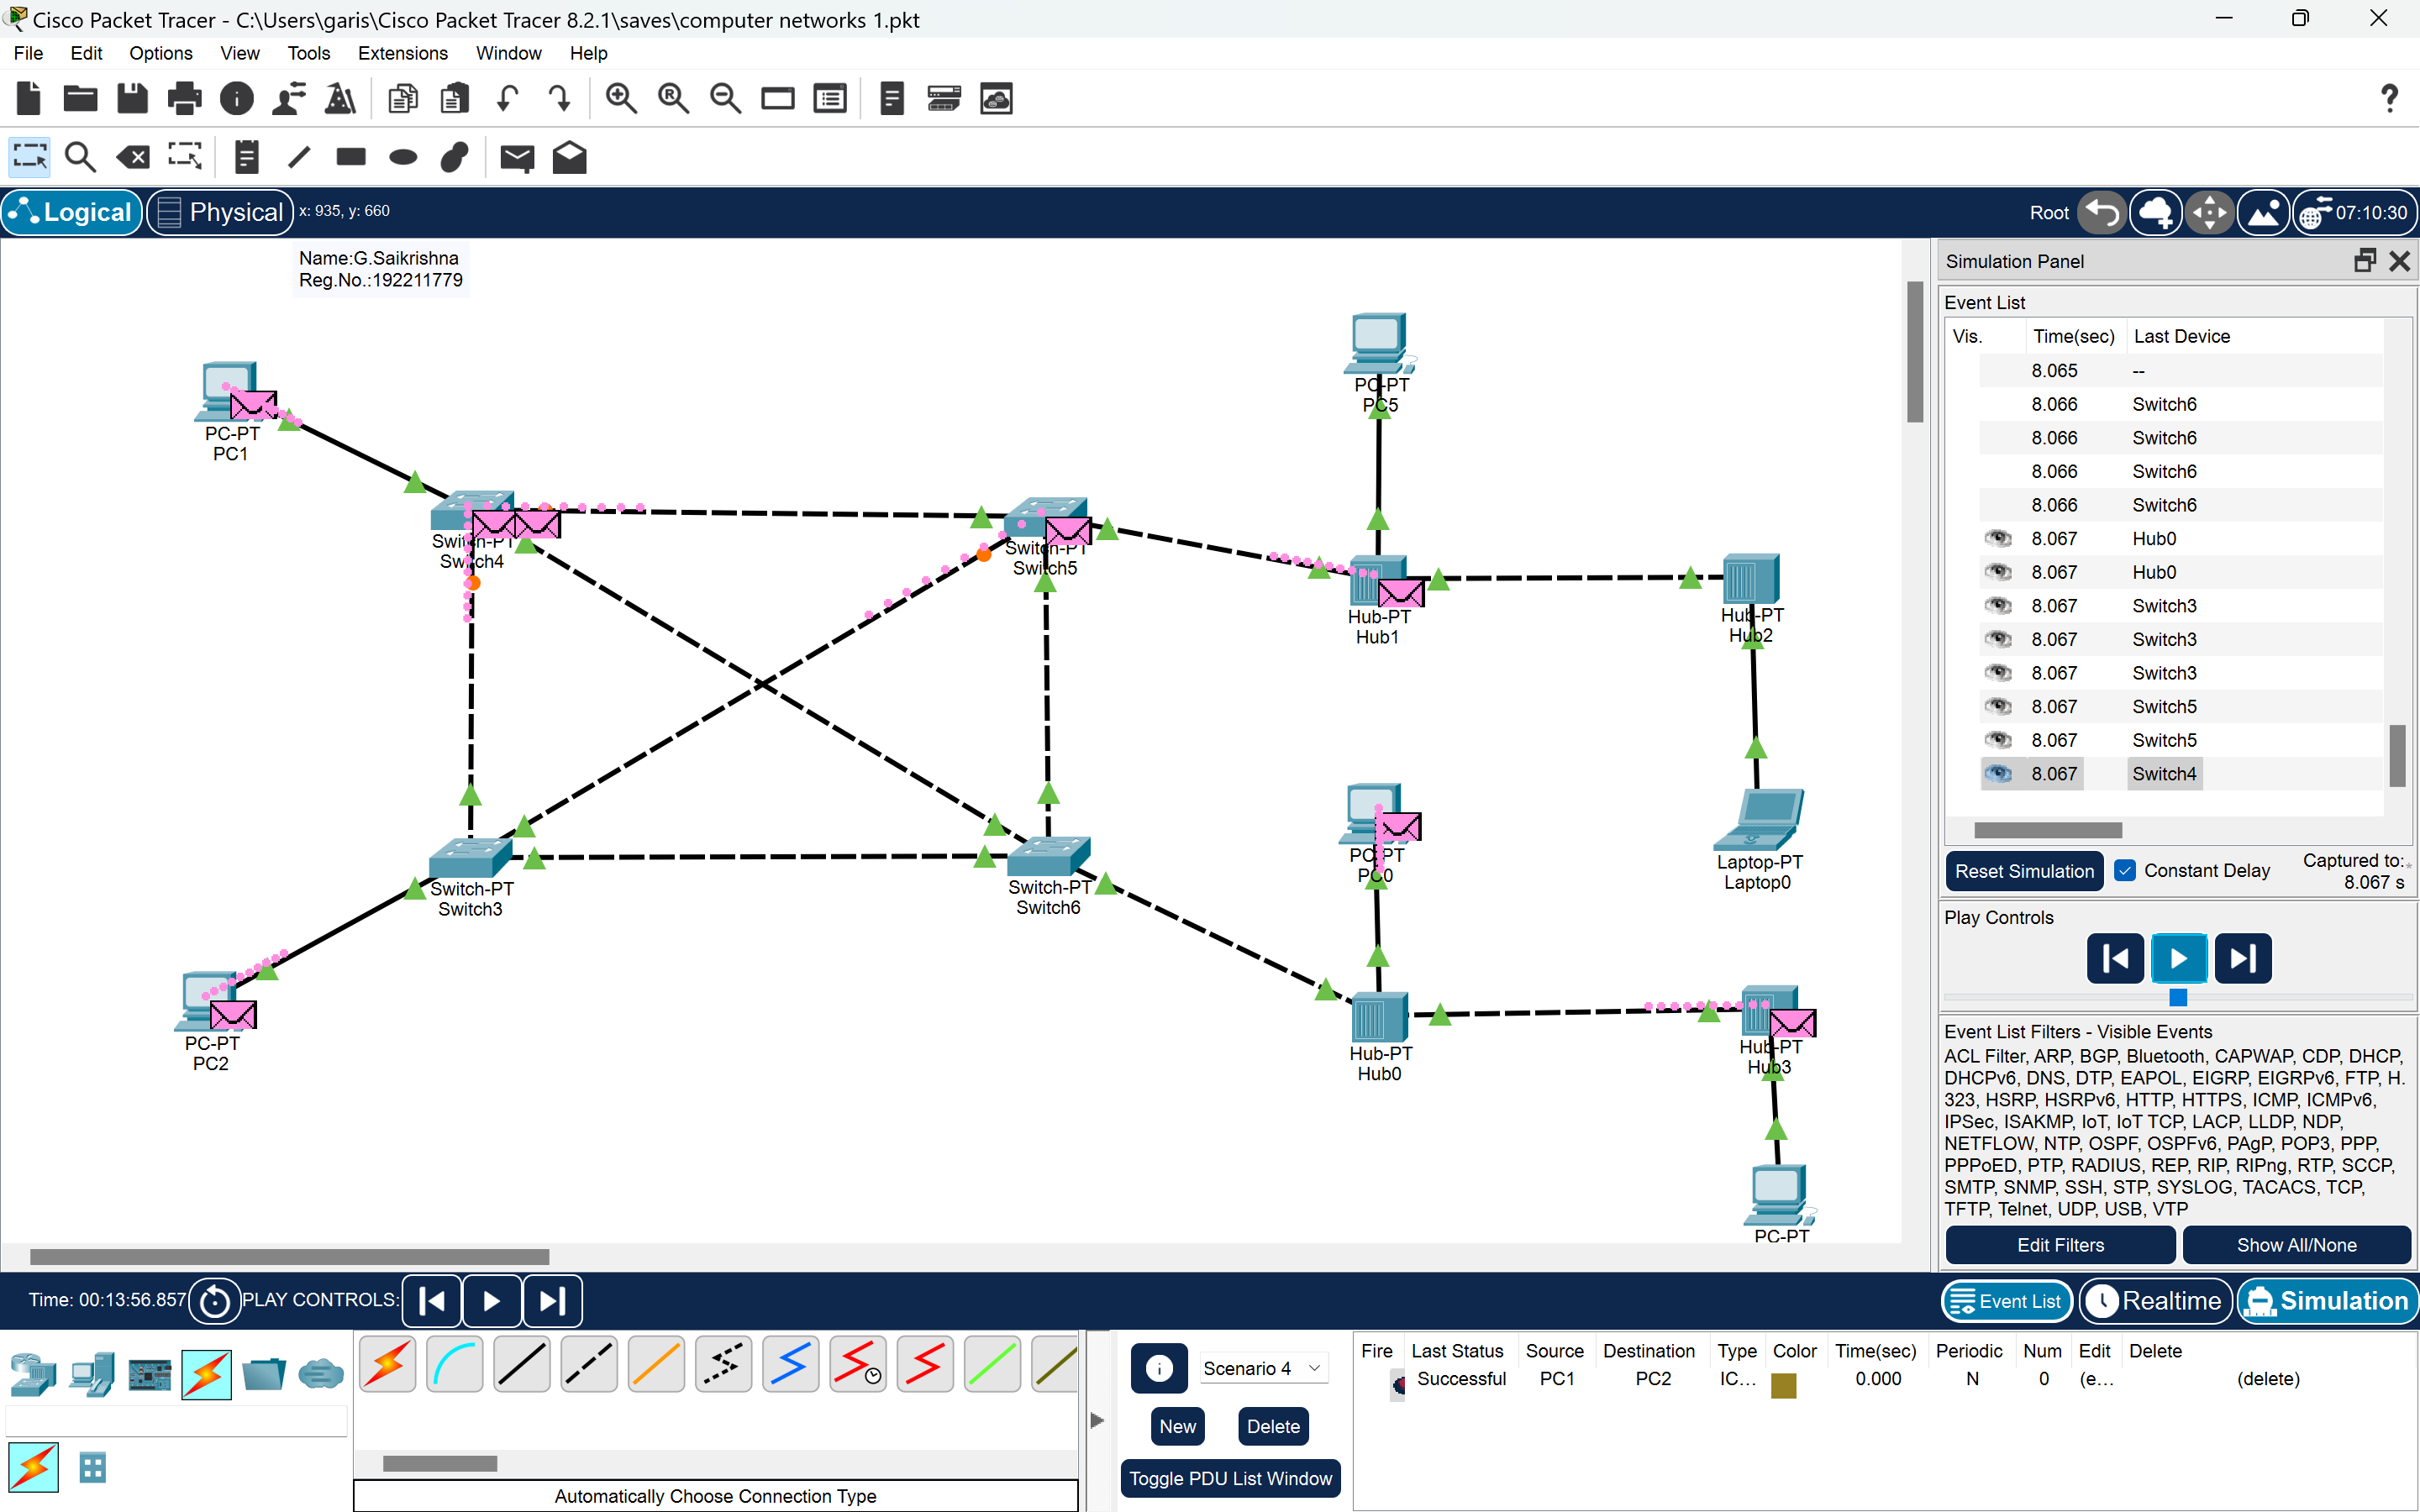 Cisco Packet Tracer - C:\Users\garis\Cisco Packet Tracer 8.2.1\saves\computer networks 1.pkt
File Edit Options View Tools Extensions Window Help
Logical Physical x: 935, y: 660 Root 07:10:30
Name:G.Saikrishna
Reg.No.:192211779
PC-PT
PC1
PC-PT
PC5
Switch-PT
Switch4
Switch-PT
Switch5
Hub-PT
Hub1
Hub-PT
Hub2
PC-PT
PC0
Laptop-PT
Laptop0
Switch-PT
Switch3
Switch-PT
Switch6
PC-PT
PC2
Hub-PT
Hub0
Hub-PT
Hub3
PC-PT
Simulation Panel
Event List
Vis. Time(sec) Last Device
8.065 --
8.066 Switch6
8.066 Switch6
8.066 Switch6
8.066 Switch6
8.067 Hub0
8.067 Hub0
8.067 Switch3
8.067 Switch3
8.067 Switch3
8.067 Switch5
8.067 Switch5
8.067 Switch4
Reset Simulation Constant Delay Captured to:*
8.067 s
Play Controls
Event List Filters - Visible Events
ACL Filter, ARP, BGP, Bluetooth, CAPWAP, CDP, DHCP,
DHCPv6, DNS, DTP, EAPOL, EIGRP, EIGRPv6, FTP, H.
323, HSRP, HSRPv6, HTTP, HTTPS, ICMP, ICMPv6,
IPSec, ISAKMP, IoT, IoT TCP, LACP, LLDP, NDP,
NETFLOW, NTP, OSPF, OSPFv6, PAgP, POP3, PPP,
PPPoED, PTP, RADIUS, REP, RIP, RIPng, RTP, SCCP,
SMTP, SNMP, SSH, STP, SYSLOG, TACACS, TCP,
TFTP, Telnet, UDP, USB, VTP
Edit Filters Show All/None
Time: 00:13:56.857 PLAY CONTROLS: Event List Realtime Simulation
Scenario 4
New Delete
Toggle PDU List Window
Fire Last Status Source Destination Type Color Time(sec) Periodic Num Edit Delete
Successful PC1 PC2 IC... 0.000 N 0 (e... (delete)
Automatically Choose Connection Type